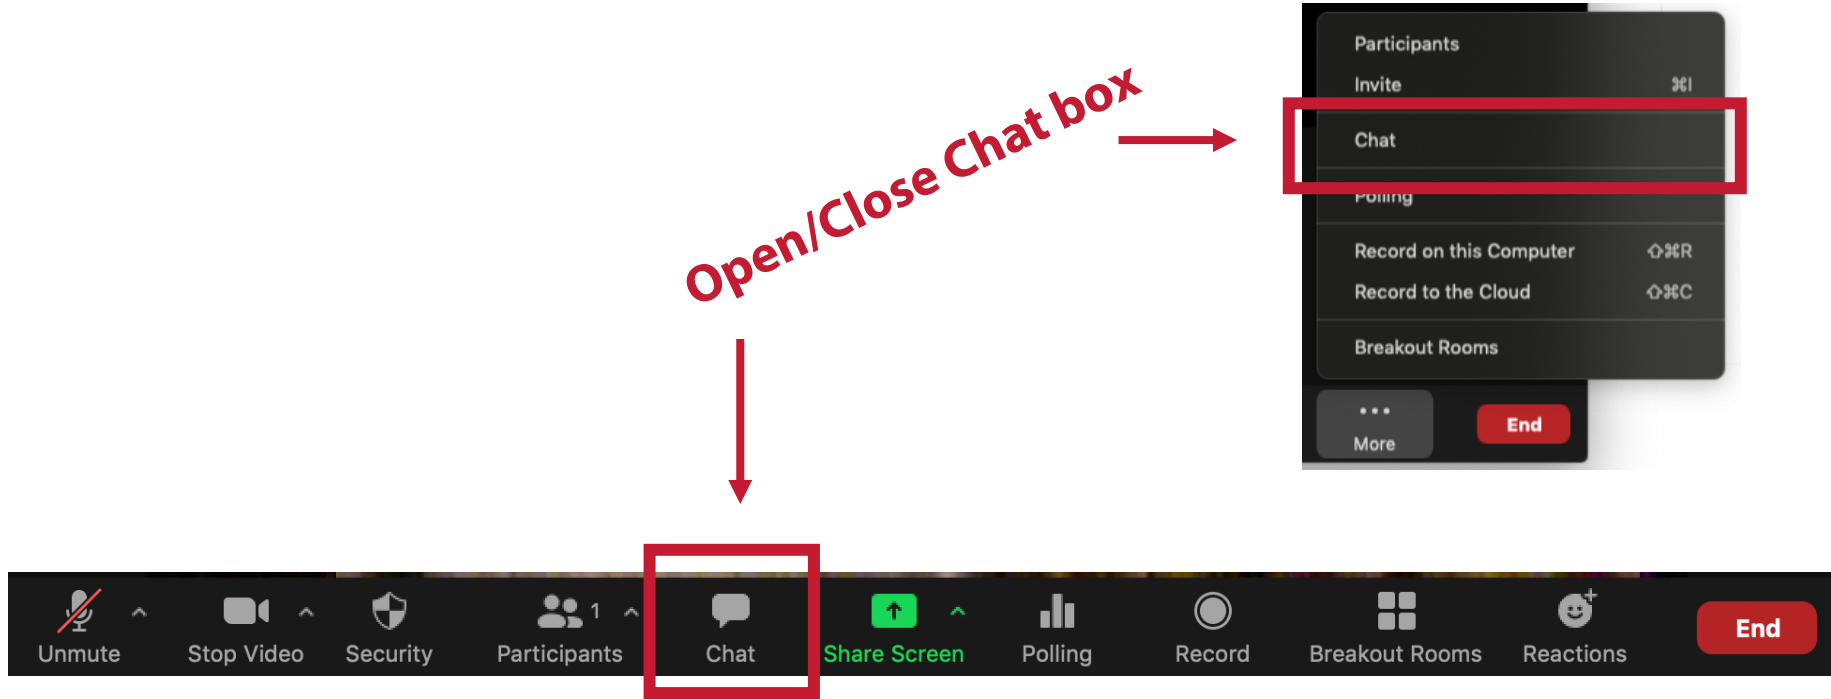 Open/Close Chat box
Participants
Invite ⌘I
Chat
Polling
Record on this Computer ⇧⌘R
Record to the Cloud ⇧⌘C
Breakout Rooms
More
End
1
Unmute
Stop Video
Security
Participants
Chat
Share Screen
Polling
Record
Breakout Rooms
Reactions
End